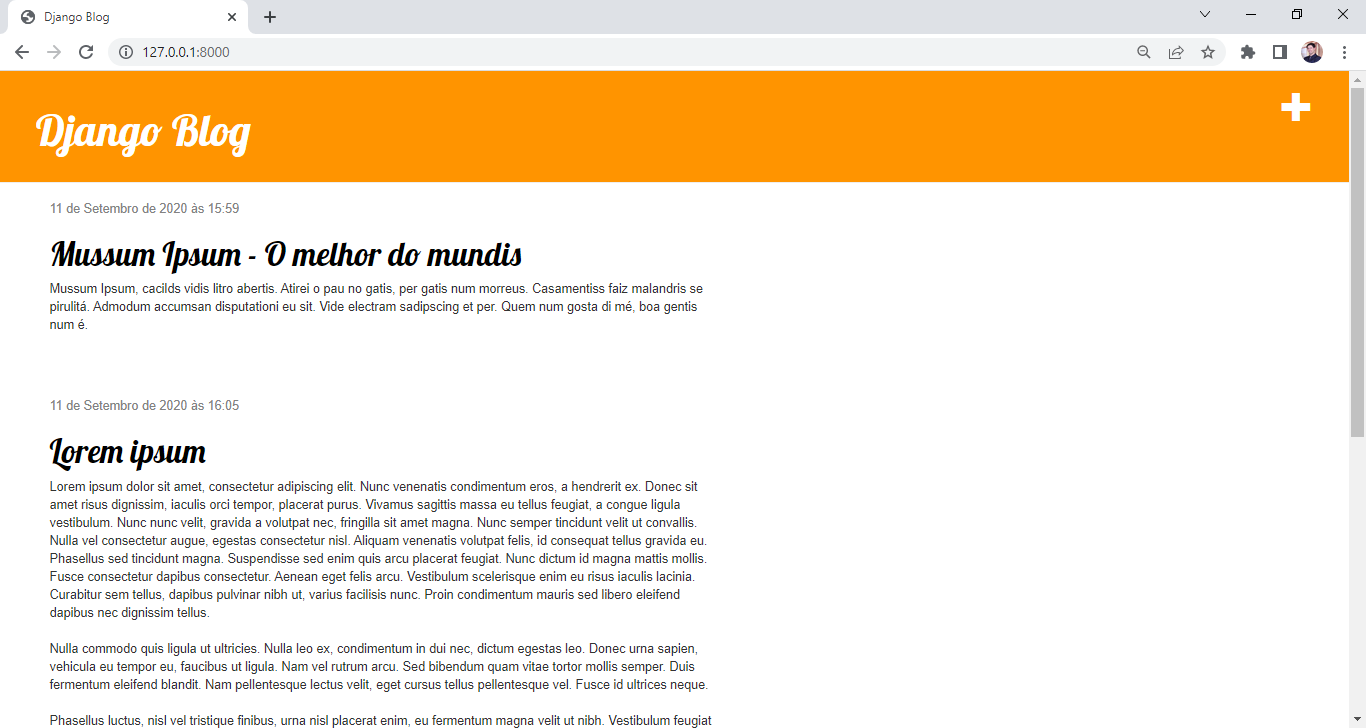 Django Blog
127.0.0.1:8000
Django Blog
11 de Setembro de 2020 às 15:59
Mussum Ipsum - O melhor do mundis
Mussum Ipsum, cacilds vidis litro abertis. Atirei o pau no gatis, per gatis num morreus. Casamentiss faiz malandris se
pirulitá. Admodum accumsan disputationi eu sit. Vide electram sadipscing et per. Quem num gosta di mé, boa gentis
num é.
11 de Setembro de 2020 às 16:05
Lorem ipsum
Lorem ipsum dolor sit amet, consectetur adipiscing elit. Nunc venenatis condimentum eros, a hendrerit ex. Donec sit
amet risus dignissim, iaculis orci tempor, placerat purus. Vivamus sagittis massa eu tellus feugiat, a congue ligula
vestibulum. Nunc nunc velit, gravida a volutpat nec, fringilla sit amet magna. Nunc semper tincidunt velit ut convallis.
Nulla vel consectetur augue, egestas consectetur nisl. Aliquam venenatis volutpat felis, id consequat tellus gravida eu.
Phasellus sed tincidunt magna. Suspendisse sed enim quis arcu placerat feugiat. Nunc dictum id magna mattis mollis.
Fusce consectetur dapibus consectetur. Aenean eget felis arcu. Vestibulum scelerisque enim eu risus iaculis lacinia.
Curabitur sem tellus, dapibus pulvinar nibh ut, varius facilisis nunc. Proin condimentum mauris sed libero eleifend
dapibus nec dignissim tellus.
Nulla commodo quis ligula ut ultricies. Nulla leo ex, condimentum in dui nec, dictum egestas leo. Donec urna sapien,
vehicula eu tempor eu, faucibus ut ligula. Nam vel rutrum arcu. Sed bibendum quam vitae tortor mollis semper. Duis
fermentum eleifend blandit. Nam pellentesque lectus velit, eget cursus tellus pellentesque vel. Fusce id ultrices neque.
Phasellus luctus, nisl vel tristique finibus, urna nisl placerat enim, eu fermentum magna velit ut nibh. Vestibulum feugiat